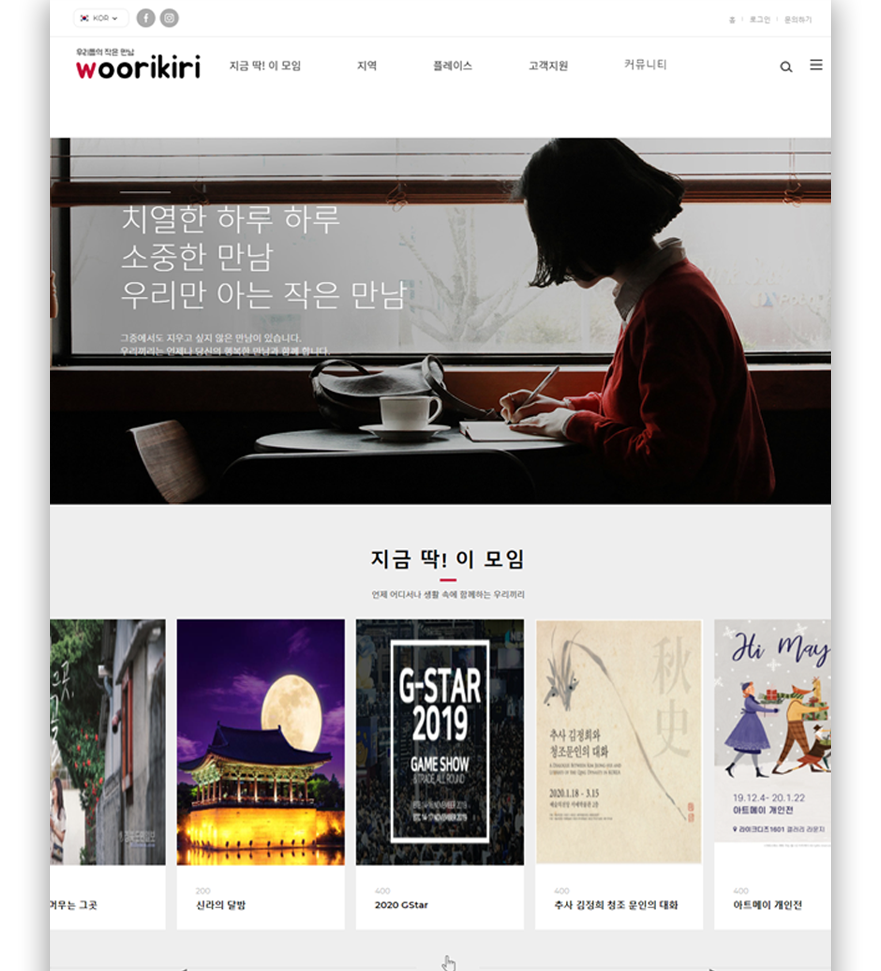 KOR
홈
로그인
문의하기
우리들의 작은 만남
woorikiri
지금 딱! 이 모임
지역
플레이스
고객지원
커뮤니티
치열한 하루 하루
소중한 만남
우리만 아는 작은 만남
그중에서도 지우고 싶지 않은 만남이 있습니다.
우리끼리는 언제나 당신의 행복한 만남과 함께 합니다.
지금 딱! 이 모임
언제 어디서나 생활 속에 함께하는 우리끼리
G-STAR
2019
GAME SHOW
& TRADE, ALL ROUND
秋
史
추사 김정희와
청조문인의 대화
2020.1.18 - 3.15
Hi May
19.12.4- 20.1.22
아트메이 개인전
라이크디즈1601 갤러리 라운지
머무는 그곳
200
신라의 달밤
400
2020 GStar
400
추사 김정희 청조 문인의 대화
400
아트메이 개인전